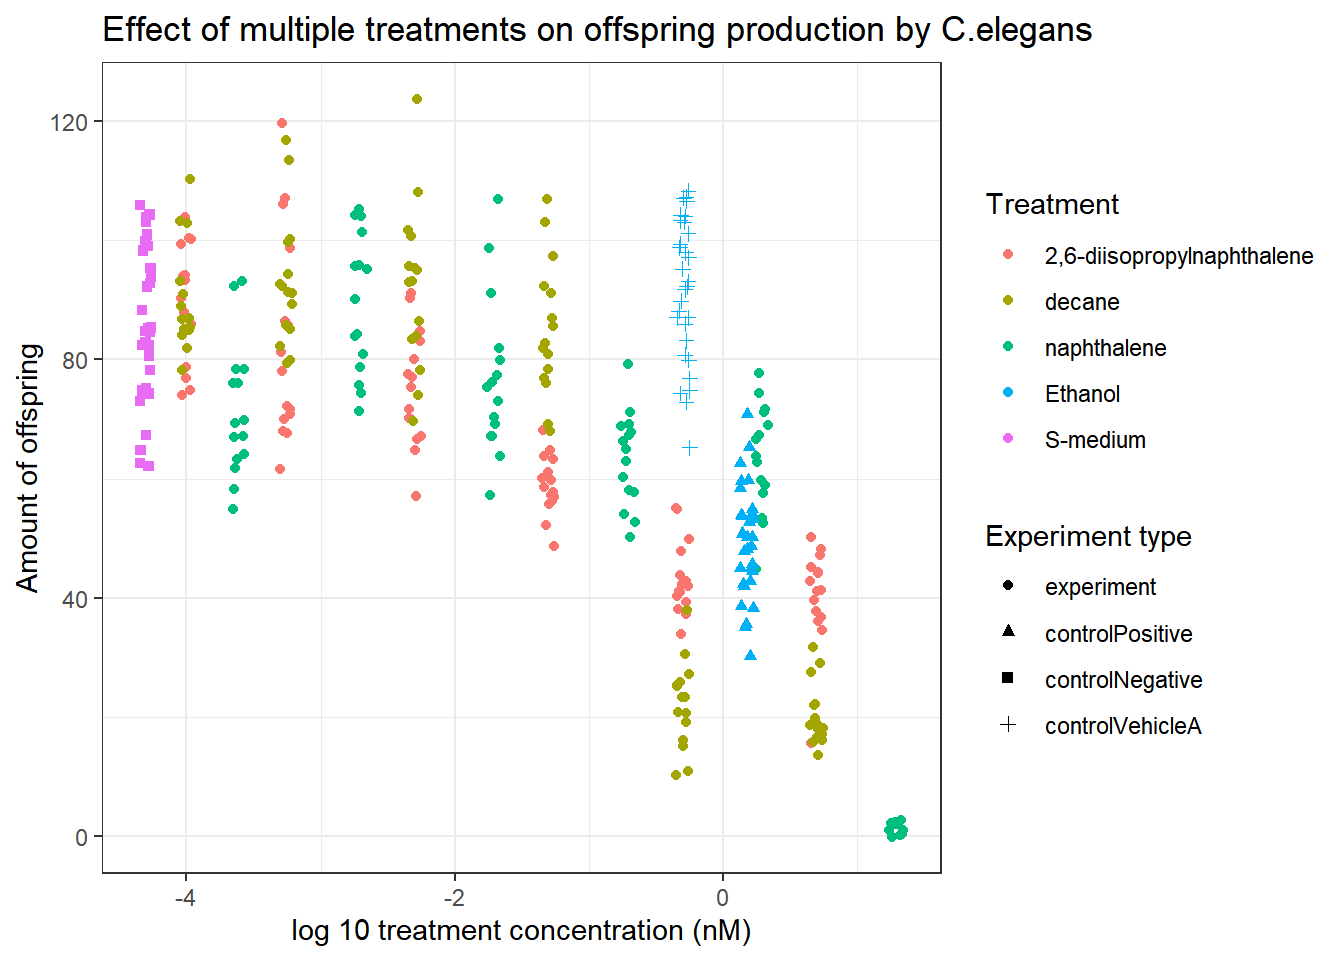 Effect of multiple treatments on offspring production by C.elegans
120
80
40
0
Amount of offspring
-4
-2
0
log 10 treatment concentration (nM)
Treatment
2,6-diisopropylnaphthalene
decane
naphthalene
Ethanol
S-medium
Experiment type
experiment
controlPositive
controlNegative
controlVehicleA